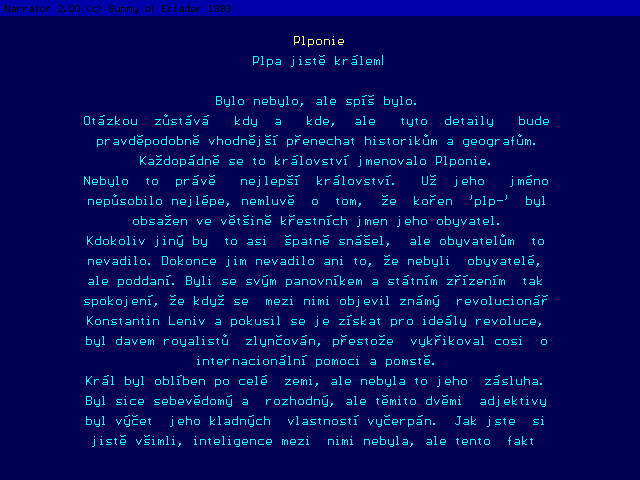 Plponie
Plpa jistě králem
Bylo nebylo, ale spíš bylo.
Otázkou zůstává kdy a kde, ale tyto detaily bude
pravděpodobně vhodnější přenechat historikům a geografům.
Každopádně se to království jmenovalo Plponie.
Nebylo to právě nejlepší království. Už jeho jméno
nepůsobilo nejlépe, nemluvě o tom, že kořen 'plp-' byl
obsažen ve většině křestních jmen jeho obyvatel.
Kdokoliv jiný by to asi špatně snášel, ale obyvatelům to
nevadilo. Dokonce jim nevadilo ani to, že nebyli obyvatelé,
ale poddaní. Byli se svým panovníkem a státním zřízením tak
spokojení, že když se mezi nimi objevil známý revolucionář
Konstantin Leniv a pokusil se je získat pro ideály revoluce,
byl davem royalistů zlynčován, přestože vykřikoval cosi o
internacionální pomoci a pomstě.
Král byl oblíben po celé zemi, ale nebyla to jeho zásluha.
Byl sice sebevědomý a rozhodný, ale těmito dvěmi adjektivy
byl výčet jeho kladných vlastností vyčerpán. Jak jste si
jistě všimli, inteligence mezi nimi nebyla, ale tento fakt